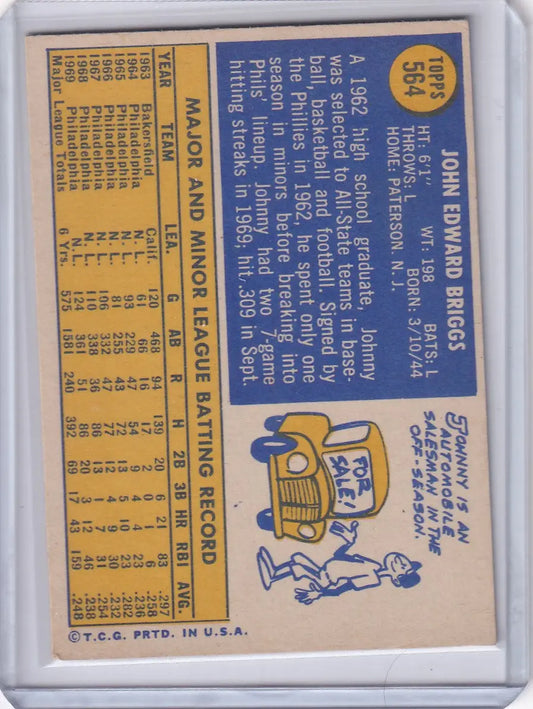 TOPPS
564
JOHN EDWARD BRIGGS
HT: 6'1" WT: 198 BATS: L
THROWS: L BORN: 3/10/44
HOME: PATERSON, N. J.
A 1962 high school graduate, Johnny
was selected to All-State teams in base-
ball, basketball and football. Signed by
the Phillies in 1962, he spent only one
season in minors before breaking into
Phils' lineup. Johnny had two 7-game
hitting streaks in 1969; hit .309 in Sept.
JOHNNY IS AN
AUTOMOBILE
SALESMAN IN THE
OFF-SEASON.
FOR
SALE!
MAJOR AND MINOR LEAGUE BATTING RECORD
YEAR TEAM LEA. G AB R H 2B 3B HR RBI AVG.
1963 Bakersfield Calif. 120 468 94 139 20 6 21 83 .297
1964 Philadelphia N. L. 61 66 16 17 2 0 1 6 .258
1965 Philadelphia N. L. 93 229 47 54 9 4 4 23 .236
1966 Philadelphia N. L. 81 255 43 72 13 5 10 23 .282
1967 Philadelphia N. L. 106 332 47 77 12 4 9 30 .232
1968 Philadelphia N. L. 110 338 36 86 13 1 7 31 .254
1969 Philadelphia N. L. 124 361 51 86 20 3 12 46 .238
Major League Totals 6 Yrs. 575 1581 240 392 69 17 43 159 .248
© T.C.G. PRTD. IN U.S.A.